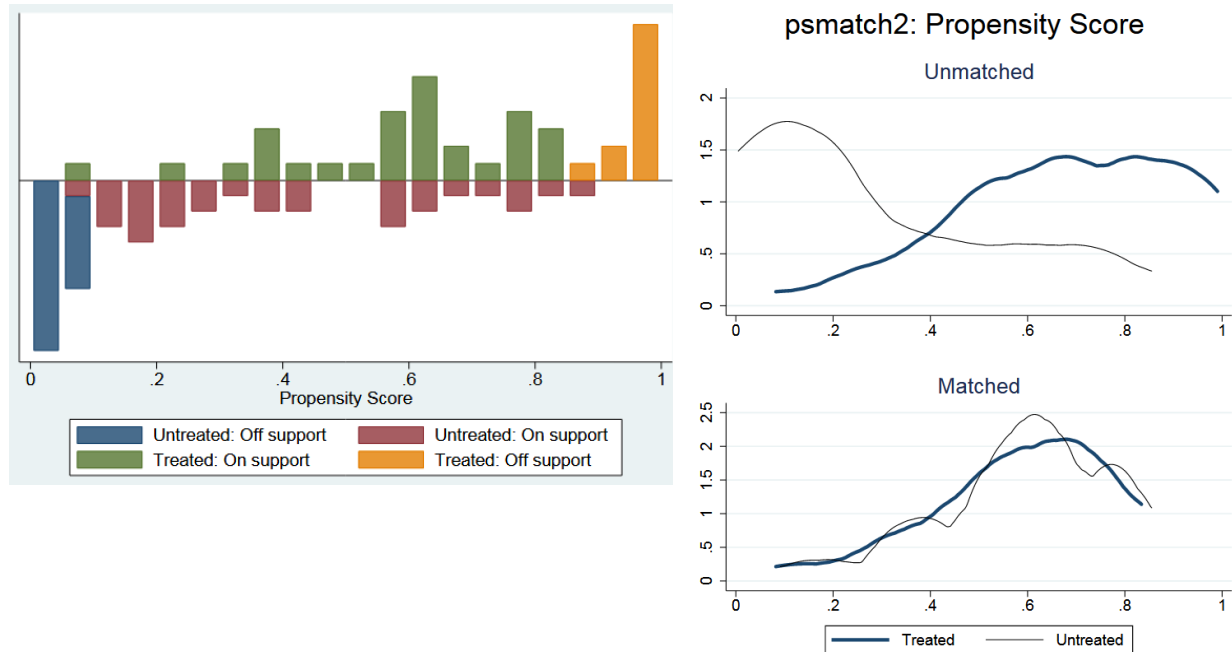 0 .2 .4 .6 .8 1
Propensity Score
Untreated: Off support Untreated: On support
Treated: On support Treated: Off support
psmatch2: Propensity Score
Unmatched
2
1.5
1
.5
0
0 .2 .4 .6 .8 1
Matched
2.5
2
1.5
1
.5
0
0 .2 .4 .6 .8 1
Treated Untreated